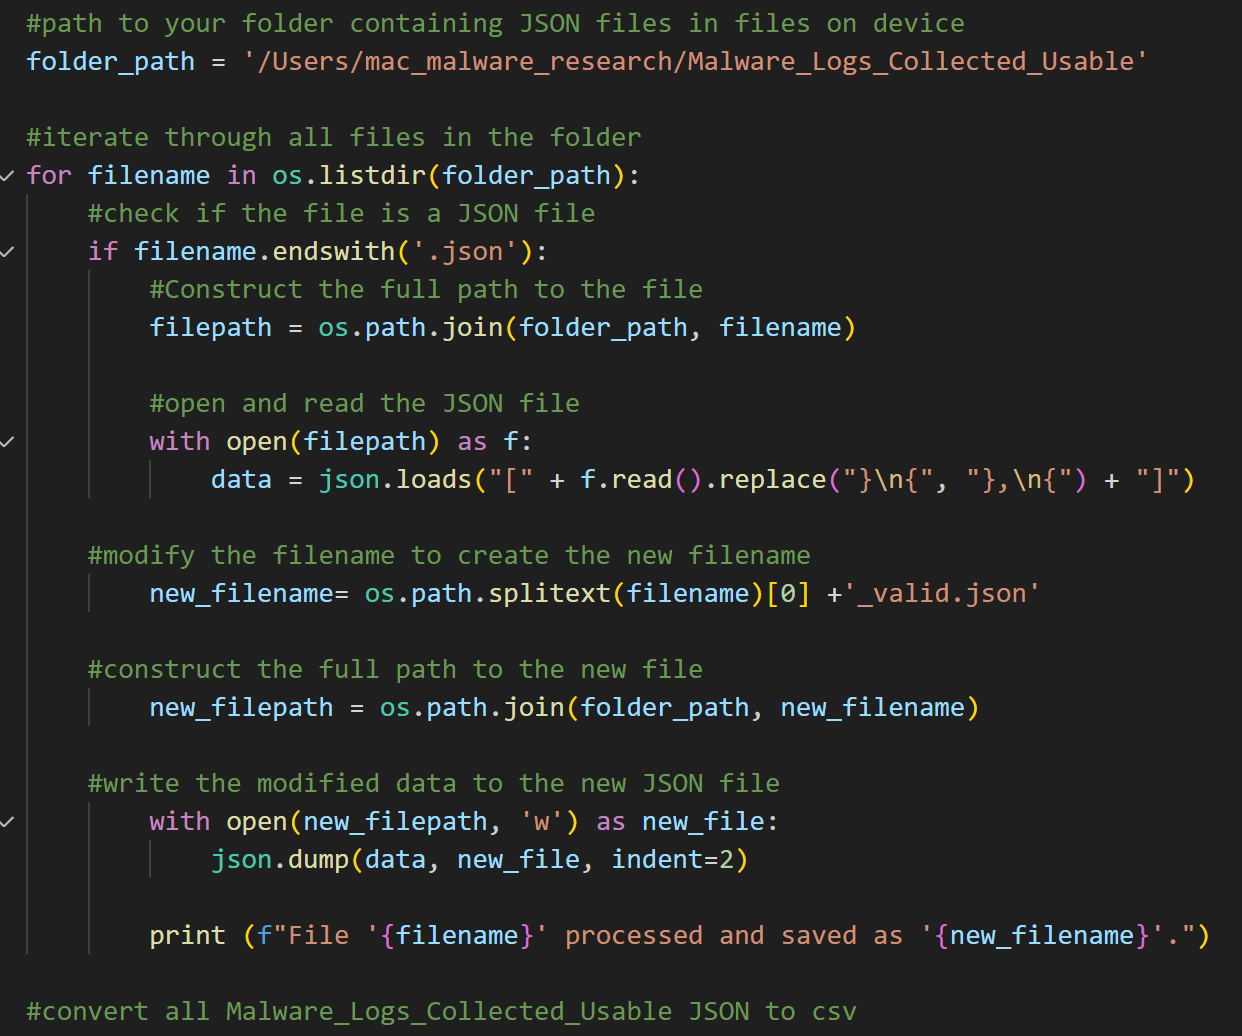 #path to your folder containing JSON files in files on device
folder_path = '/Users/mac_malware_research/Malware_Logs_Collected_Usable'
#iterate through all files in the folder
for filename in os.listdir(folder_path):
#check if the file is a JSON file
if filename.endswith('.json'):
#Construct the full path to the file
filepath = os.path.join(folder_path, filename)
#open and read the JSON file
with open(filepath) as f:
data = json.loads("[" + f.read().replace("}\n{", "},\n{") + "]")
#modify the filename to create the new filename
new_filename= os.path.splitext(filename)[0] +'_valid.json'
#construct the full path to the new file
new_filepath = os.path.join(folder_path, new_filename)
#write the modified data to the new JSON file
with open(new_filepath, 'w') as new_file:
json.dump(data, new_file, indent=2)
print (f"File '{filename}' processed and saved as '{new_filename}'.")
#convert all Malware_Logs_Collected_Usable JSON to csv